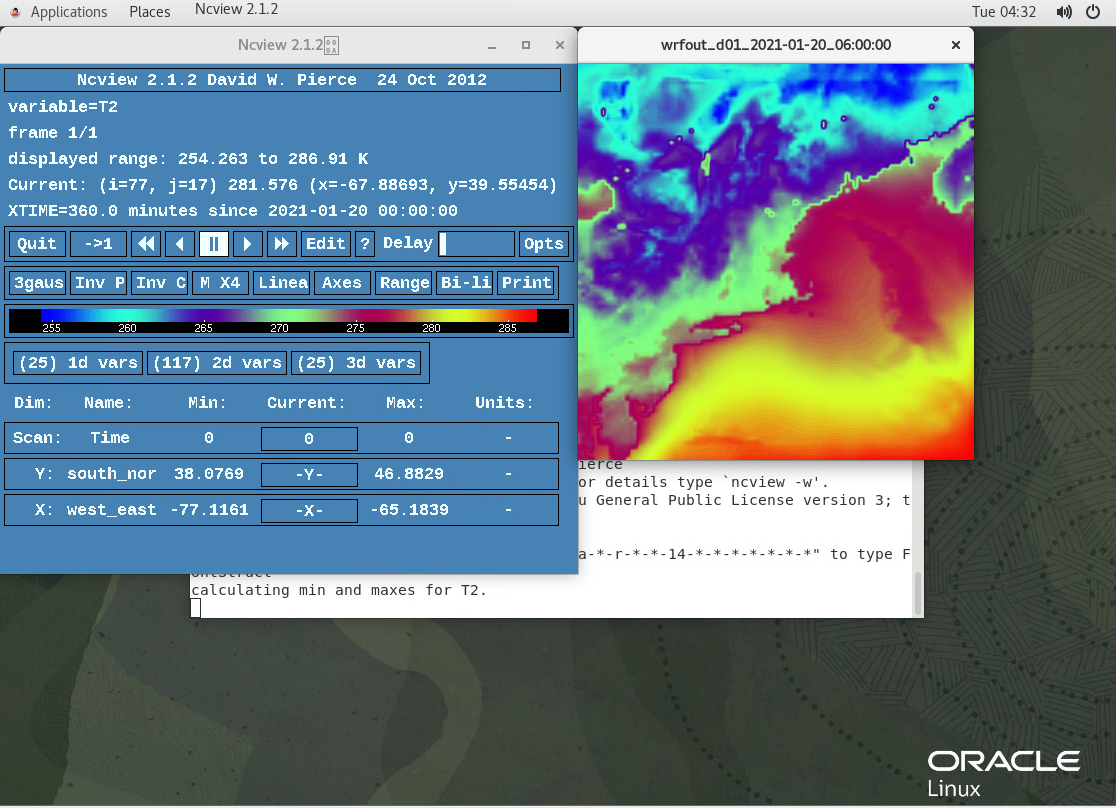 Applications Places Ncview 2.1.2 Tue 04:32
Ncview 2.1.2
wrfout_d01_2021-01-20_06:00:00
Ncview 2.1.2 David W. Pierce 24 Oct 2012
variable=T2
frame 1/1
displayed range: 254.263 to 286.91 K
Current: (i=77, j=17) 281.576 (x=-67.88693, y=39.55454)
XTIME=360.0 minutes since 2021-01-20 00:00:00
Quit ->1 Edit ? Delay Opts
3gaus Inv P Inv C M X4 Linea Axes Range Bi-li Print
255 260 265 270 275 280 285
(25) 1d vars (117) 2d vars (25) 3d vars
Dim: Name: Min: Current: Max: Units:
Scan: Time 0 0 0 -
Y: south_nor 38.0769 -Y- 46.8829 -
X: west_east -77.1161 -X- -65.1839 -
ierce
or details type `ncview -w'.
u General Public License version 3; t
a-*-r-*-*-14-*-*-*-*-*-*-*" to type F
ontStruct
calculating min and maxes for T2.
ORACLE
Linux